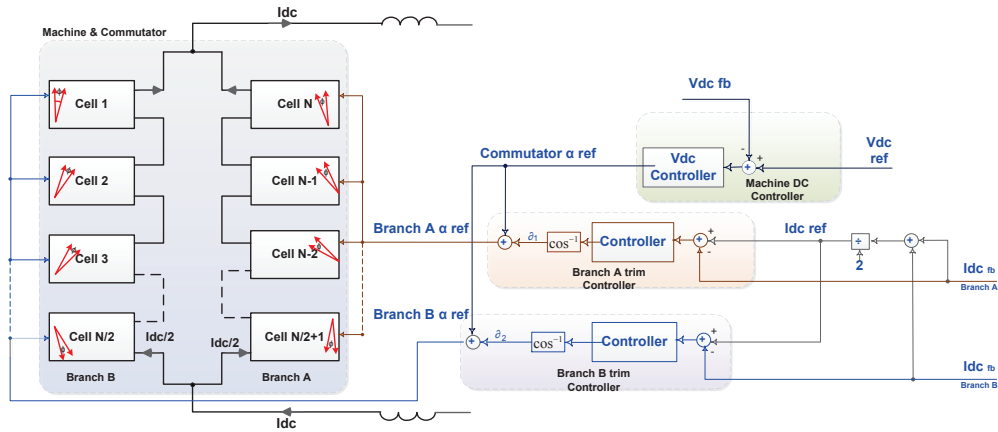 Idc
Machine & Commutator
Cell 1
ϕ
Cell N
ϕ
Cell 2
ϕ
Cell N-1
ϕ
Cell 3
ϕ
Cell N-2
ϕ
Cell N/2
ϕ
Cell N/2+1
ϕ
Idc/2
Idc/2
Branch B
Branch A
Idc
Vdc fb
Vdc
ref
-
+
+
Vdc
Controller
Machine DC
Controller
Commutator α ref
Branch A α ref
+
∂1
cos⁻¹
Controller
+
+
-
Branch A trim
Controller
Idc ref
÷
2
+
Idc fb
Branch A
Branch B α ref
+
∂2
cos⁻¹
Controller
+
+
-
Branch B trim
Controller
Idc fb
Branch B